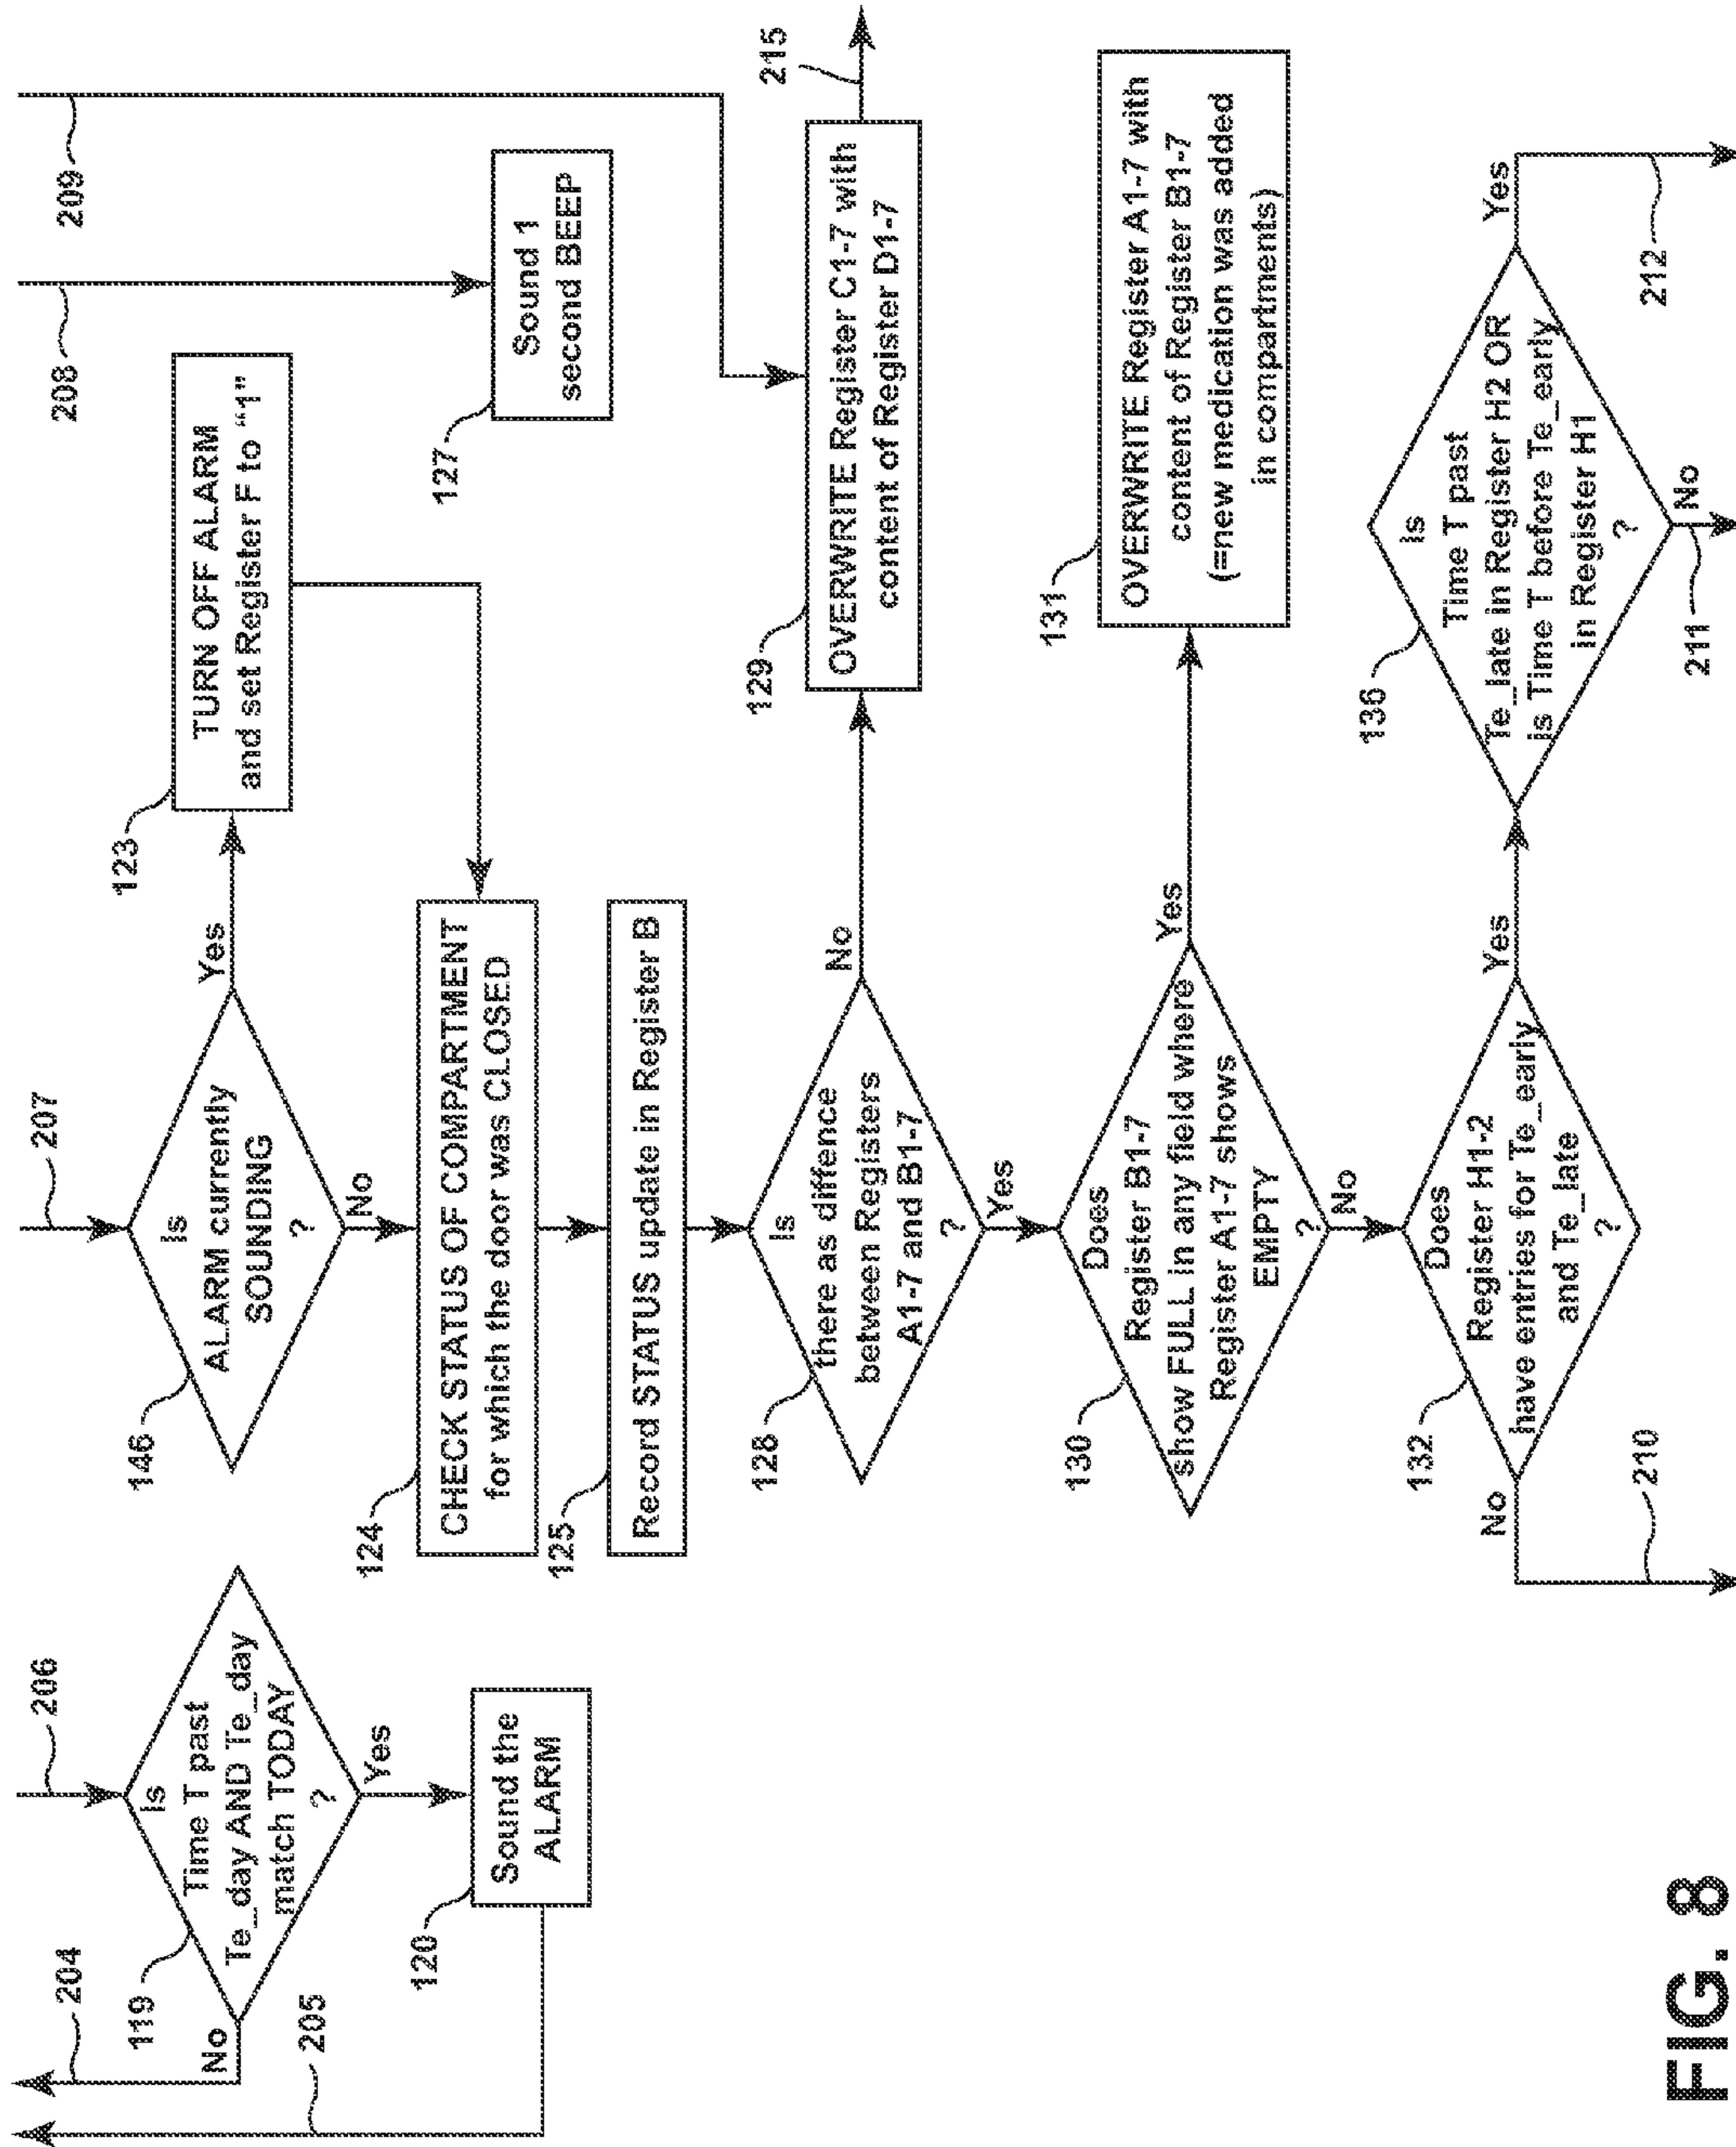 204
206
119
Is
Time T past
Te_day AND Te_day
match TODAY
?
No
Yes
205
120
Sound the
ALARM
207
146
Is
ALARM currently
SOUNDING
?
Yes
No
123
TURN OFF ALARM
and set Register F to "1"
208
209
124
CHECK STATUS OF COMPARTMENT
for which the door was CLOSED
127
Sound 1
second BEEP
125
Record STATUS update in Register B
128
Is
there as diffence
between Registers
A1-7 and B1-7
?
No
Yes
129
OVERWRITE Register C1-7 with
content of Register D1-7
215
130
Does
Register B1-7
show FULL in any field where
Register A1-7 shows
EMPTY
?
Yes
No
131
OVERWRITE Register A1-7 with
content of Register B1-7
(=new medication was added
in compartments)
132
Does
Register H1-2
have entries for Te_early
and Te_late
?
No
Yes
210
136
Is
Time T past
Te_late in Register H2 OR
is Time T before Te_early
in Register H1
?
Yes
No
211
212
FIG. 8